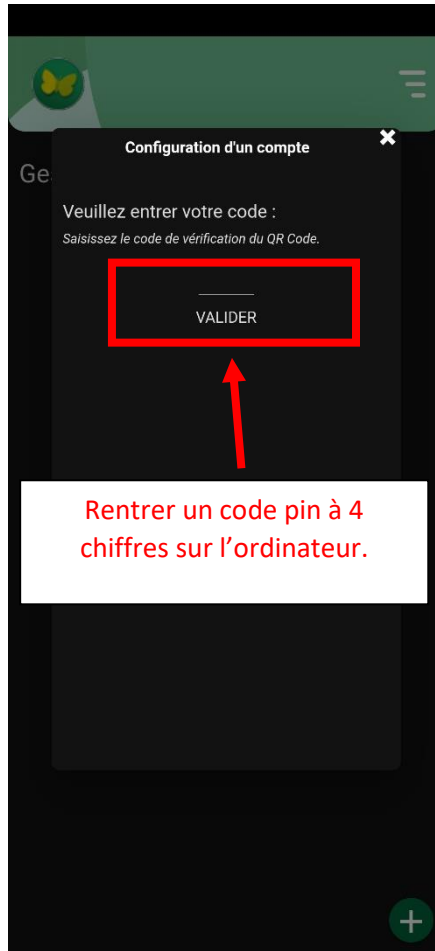 Configuration d'un compte
Ge
Veuillez entrer votre code :
Saisissez le code de vérification du QR Code.
VALIDER
Rentrer un code pin à 4
chiffres sur l’ordinateur.